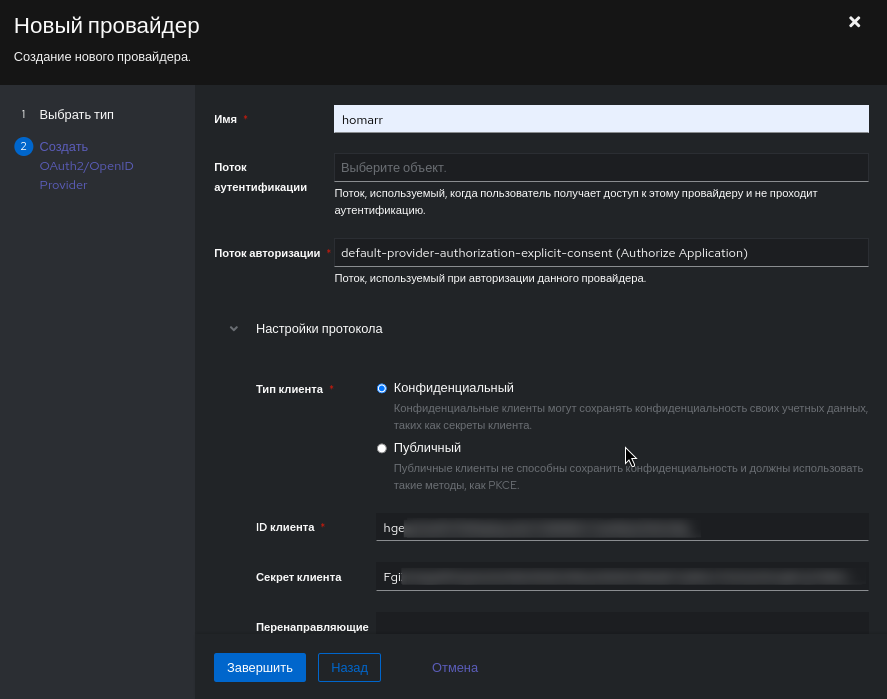 Новый провайдер
Создание нового провайдера.
1 Выбрать тип
2 Создать
OAuth2/OpenID
Provider
Имя *
homarr
Поток
аутентификации
Выберите объект.
Поток, используемый, когда пользователь получает доступ к этому провайдеру и не проходит
аутентификацию.
Поток авторизации *
default-provider-authorization-explicit-consent (Authorize Application)
Поток, используемый при авторизации данного провайдера.
Настройки протокола
Тип клиента *
Конфиденциальный
Конфиденциальные клиенты могут сохранять конфиденциальность своих учетных данных,
таких как секреты клиента.
Публичный
Публичные клиенты не способны сохранить конфиденциальность и должны использовать
такие методы, как PKCE.
ID клиента *
Секрет клиента
Перенаправляющие
Завершить
Назад
Отмена